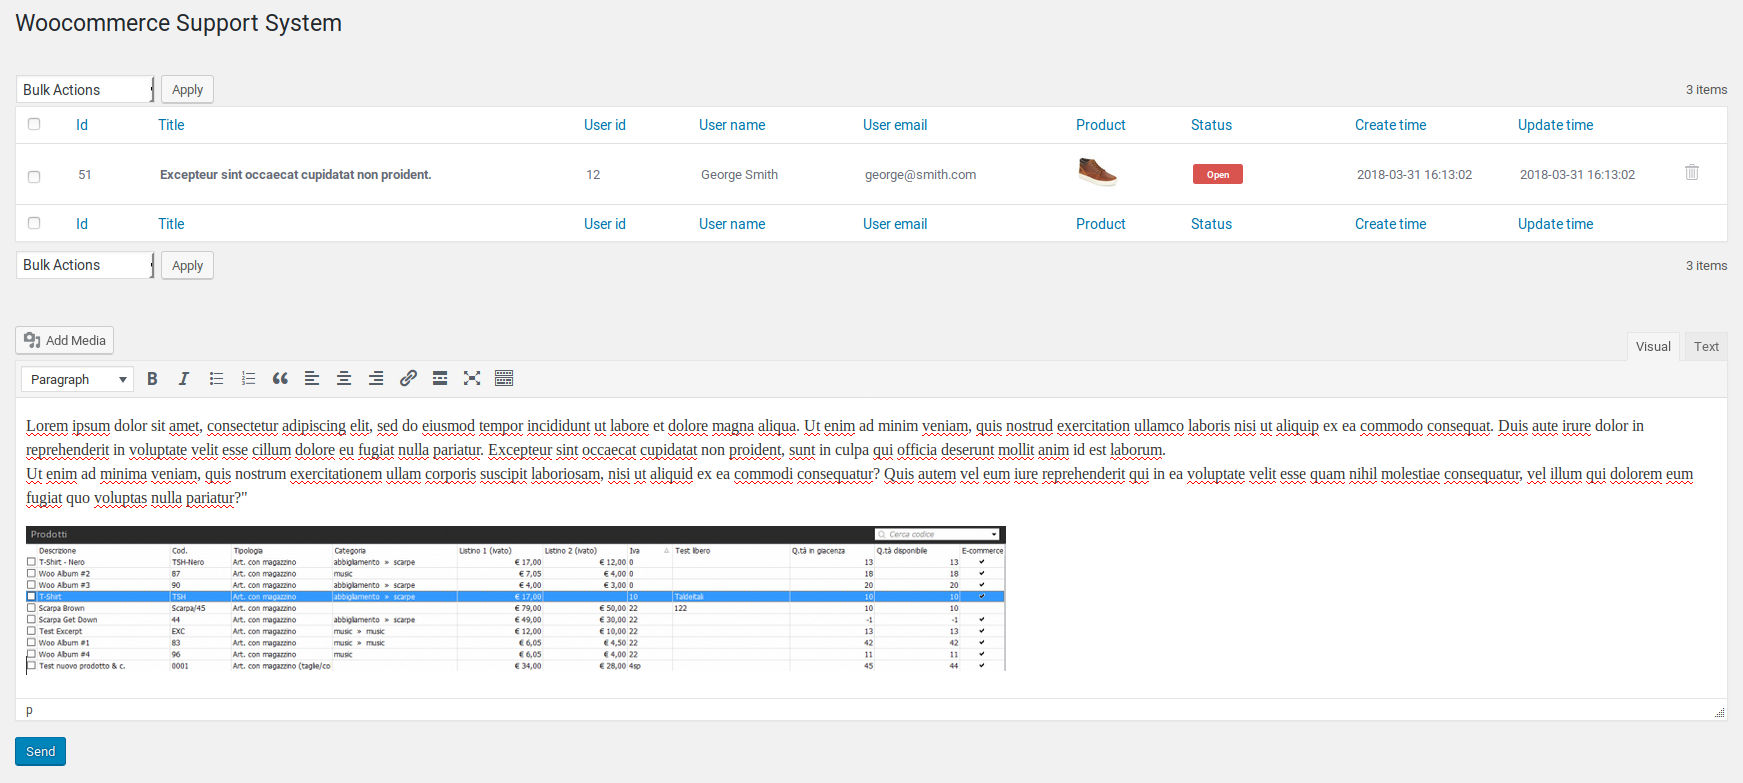 Woocommerce Support System
Bulk Actions Apply 3 items
Id Title User id User name User email Product Status Create time Update time
51 Excepteur sint occaecat cupidatat non proident. 12 George Smith george@smith.com Open 2018-03-31 16:13:02 2018-03-31 16:13:02
Id Title User id User name User email Product Status Create time Update time
Bulk Actions Apply 3 items
Add Media Visual Text
Paragraph B I
Lorem ipsum dolor sit amet, consectetur adipiscing elit, sed do eiusmod tempor incididunt ut labore et dolore magna aliqua. Ut enim ad minim veniam, quis nostrud exercitation ullamco laboris nisi ut aliquip ex ea commodo consequat. Duis aute irure dolor in
reprehenderit in voluptate velit esse cillum dolore eu fugiat nulla pariatur. Excepteur sint occaecat cupidatat non proident, sunt in culpa qui officia deserunt mollit anim id est laborum.
Ut enim ad minima veniam, quis nostrum exercitationem ullam corporis suscipit laboriosam, nisi ut aliquid ex ea commodi consequatur? Quis autem vel eum iure reprehenderit qui in ea voluptate velit esse quam nihil molestiae consequatur, vel illum qui dolorem eum
fugiat quo voluptas nulla pariatur?"
Prodotti Cerca codice
Descrizione Cod. Tipologia Categoria Listino 1 (ivato) Listino 2 (ivato) Iva Test libero Q.tà in giacenza Q.tà disponibile E-commerce
T-Shirt - Nero TSH-Nero Art. con magazzino abbigliamento » scarpe € 17,00 € 12,00 0 13 13
Woo Album #2 87 Art. con magazzino music € 7,05 € 4,00 0 18 18
Woo Album #3 90 Art. con magazzino abbigliamento » scarpe € 4,00 € 3,00 0 20 20
T-Shirt TSH Art. con magazzino abbigliamento » scarpe € 17,00 10 Taldeitali 10 10
Scarpa Brown Scarpa/45 Art. con magazzino € 79,00 € 50,00 22 122 10 10
Scarpa Get Down 44 Art. con magazzino abbigliamento » scarpe € 49,00 € 30,00 22 -1 -1
Test Excerpt EXC Art. con magazzino music » music € 12,00 € 10,00 22 13 13
Woo Album #1 83 Art. con magazzino music » music € 6,05 € 4,50 22 42 42
Woo Album #4 96 Art. con magazzino music € 6,05 € 4,00 22 11 11
Test nuovo prodotto & c. 0001 Art. con magazzino (taglie/co € 34,00 € 28,00 4sp 45 44
p
Send